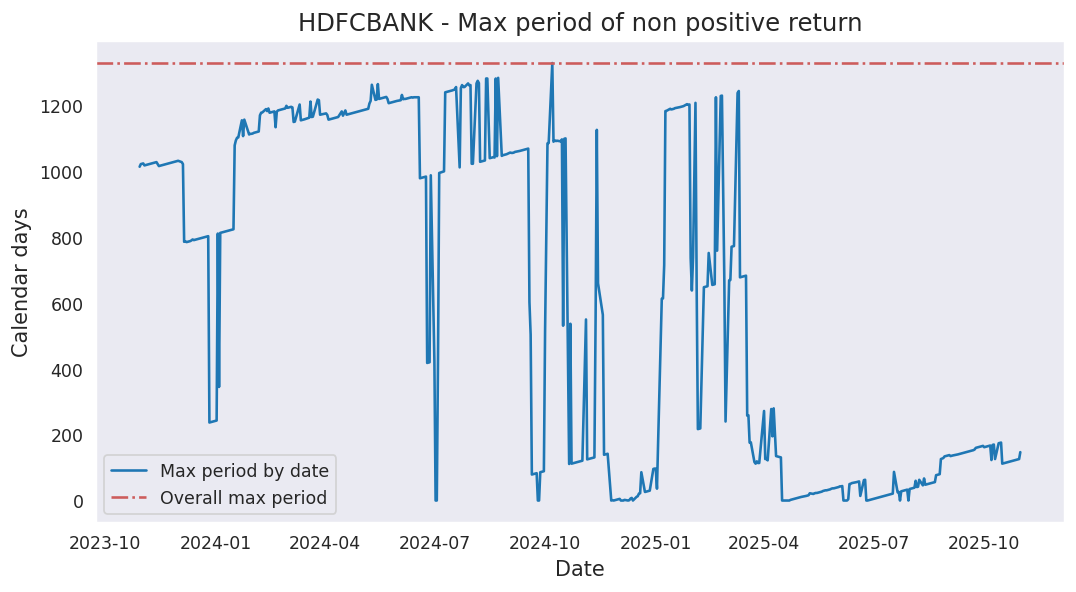 HDFCBANK - Max period of non positive return
Calendar days
1200
1000
800
600
400
200
0
Max period by date
Overall max period
2023-10 2024-01 2024-04 2024-07 2024-10 2025-01 2025-04 2025-07 2025-10
Date